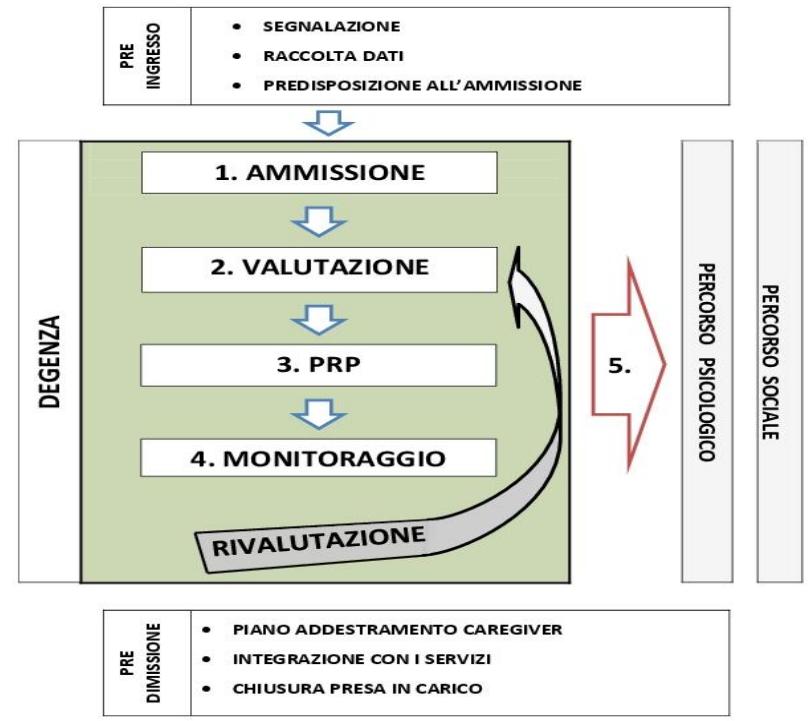 PRE
INGRESSO
• SEGNALAZIONE
• RACCOLTA DATI
• PREDISPOSIZIONE ALL'AMMISSIONE
DEGENZA
1. AMMISSIONE
2. VALUTAZIONE
3. PRP
4. MONITORAGGIO
RIVALUTAZIONE
5.
PERCORSO PSICOLOGICO
PERCORSO SOCIALE
PRE
DIMISSIONE
• PIANO ADDESTRAMENTO CAREGIVER
• INTEGRAZIONE CON I SERVIZI
• CHIUSURA PRESA IN CARICO